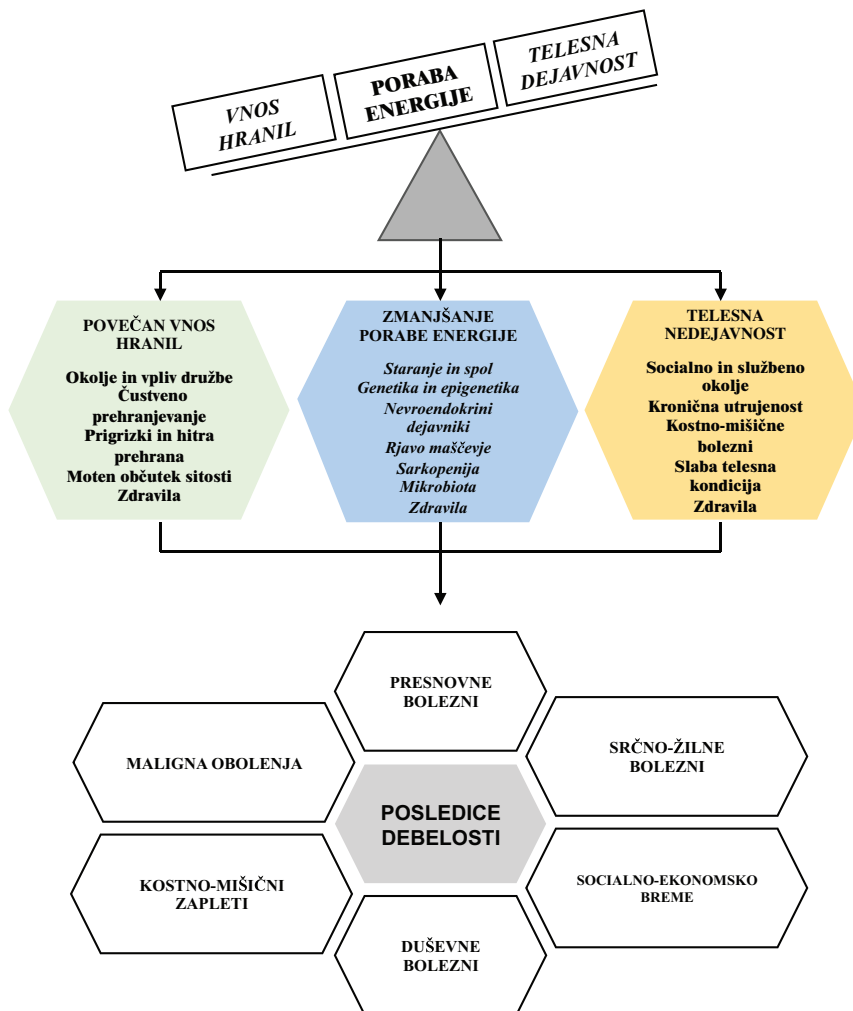 VNOS
HRANIL
PORABA
ENERGIJE
TELESNA
DEJAVNOST
POVEČAN VNOS
HRANIL
Okolje in vpliv družbe
Čustveno
prehranjevanje
Prigrizki in hitra
prehrana
Moten občutek sitosti
Zdravila
ZMANJŠANJE
PORABE ENERGIJE
Staranje in spol
Genetika in epigenetika
Nevroendokrini
dejavniki
Rjavo maščevje
Sarkopenija
Mikrobiota
Zdravila
TELESNA
NEDEJAVNOST
Socialno in službeno
okolje
Kronična utrujenost
Kostno-mišične
bolezni
Slaba telesna
kondicija
Zdravila
PRESNOVNE
BOLEZNI
MALIGNA OBOLENJA
SRČNO-ŽILNE
BOLEZNI
POSLEDICE
DEBELOSTI
KOSTNO-MIŠIČNI
ZAPLETI
SOCIALNO-EKONOMSKO
BREME
DUŠEVNE
BOLEZNI